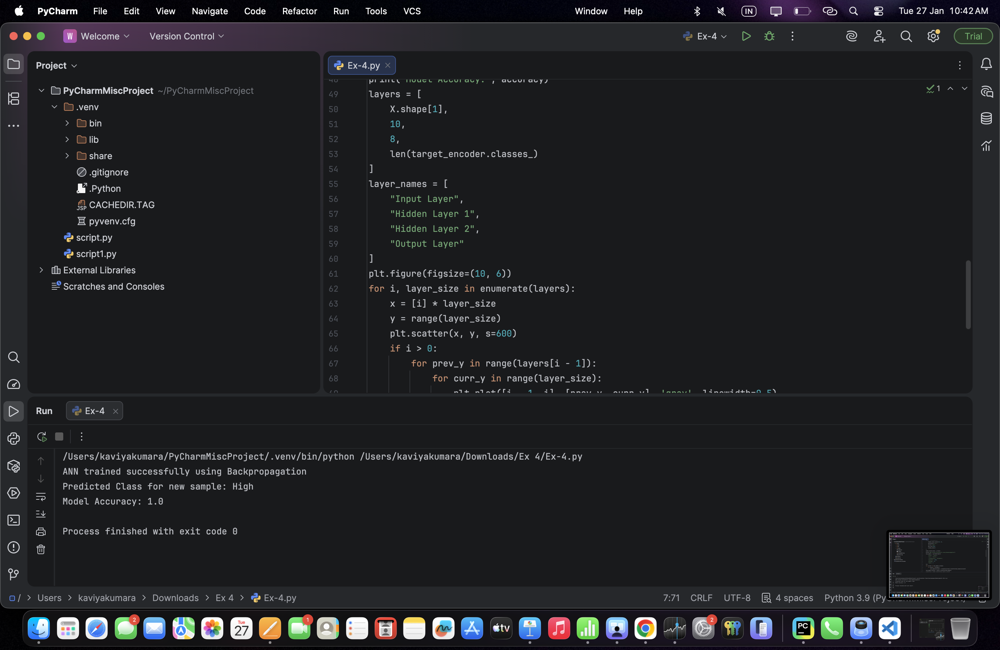 PyCharm File Edit View Navigate Code Refactor Run Tools VCS Window Help IN Tue 27 Jan 10:42 AM
W Welcome Version Control Ex-4 Trial
Project
PyCharmMiscProject ~/PyCharmMiscProject
.venv
bin
lib
share
.gitignore
.Python
JSP CACHEDIR.TAG
pyvenv.cfg
script.py
script1.py
External Libraries
Scratches and Consoles
Ex-4.py
1
48 print("Model Accuracy:", accuracy)
49 layers = [
50 X.shape[1],
51 10,
52 8,
53 len(target_encoder.classes_)
54 ]
55 layer_names = [
56 "Input Layer",
57 "Hidden Layer 1",
58 "Hidden Layer 2",
59 "Output Layer"
60 ]
61 plt.figure(figsize=(10, 6))
62 for i, layer_size in enumerate(layers):
63 x = [i] * layer_size
64 y = range(layer_size)
65 plt.scatter(x, y, s=600)
66 if i > 0:
67 for prev_y in range(layers[i - 1]):
68 for curr_y in range(layer_size):
69 plt.plot([i - 1, i], [prev_y, curr_y], 'gray', linewidth=0.5)
Run Ex-4
/Users/kaviyakumara/PyCharmMiscProject/.venv/bin/python /Users/kaviyakumara/Downloads/Ex 4/Ex-4.py
ANN trained successfully using Backpropagation
Predicted Class for new sample: High
Model Accuracy: 1.0
Process finished with exit code 0
/ > Users > kaviyakumara > Downloads > Ex 4 > Ex-4.py 7:71 CRLF UTF-8 4 spaces Python 3.9
2 Tue 27 1 tv 2 PC